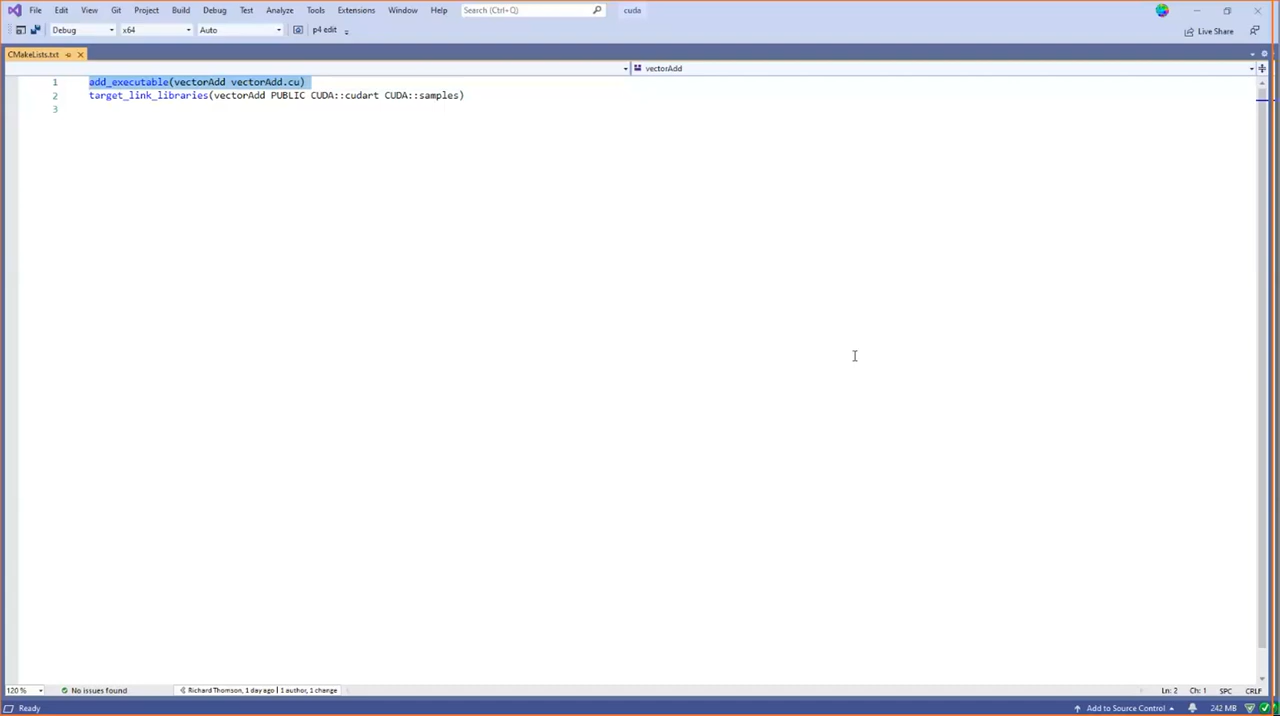 File Edit View Git Project Build Debug Test Analyze Tools Extensions Window Help Search (Ctrl+Q) cuda
Debug x64 Auto p4 edit Live Share
CMakeLists.txt
vectorAdd
1 add_executable(vectorAdd vectorAdd.cu)
2 target_link_libraries(vectorAdd PUBLIC CUDA::cudart CUDA::samples)
3
120 % No issues found Richard Thomson, 1 day ago | 1 author, 1 change Ln: 2 Ch: 1 SPC CRLF
Ready Add to Source Control 242 MB